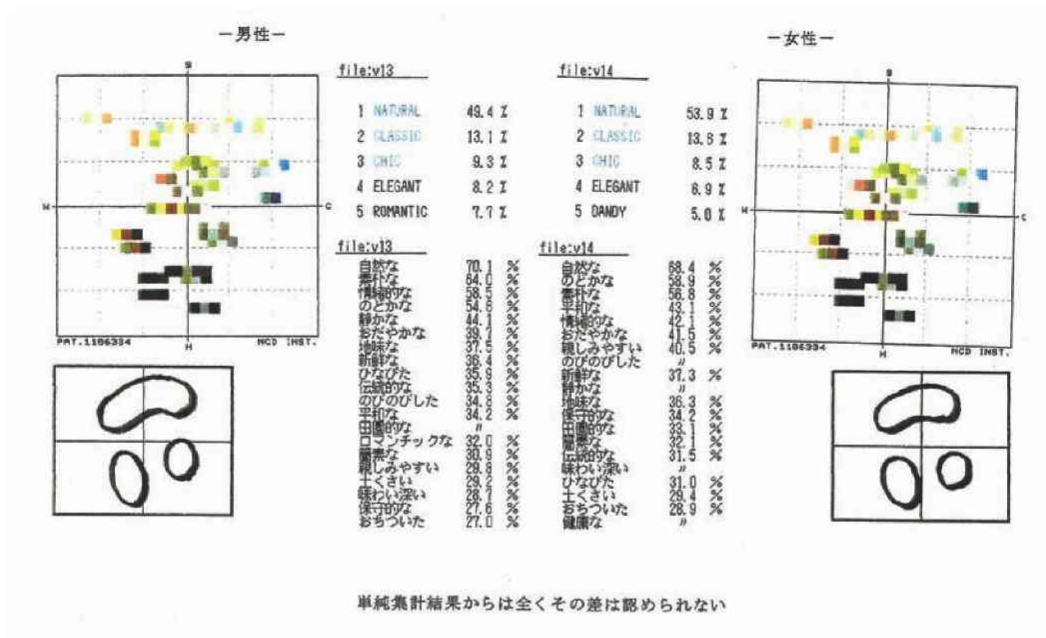 －男性－
－女性－
S
W
C
H
PAT.1106334
NCD INST.
file:v13
1 NATURAL 49.4 %
2 CLASSIC 13.1 %
3 CHIC 9.3 %
4 ELEGANT 8.2 %
5 ROMANTIC 7.7 %
file:v14
1 NATURAL 53.9 %
2 CLASSIC
3 CHIC 8.5 %
4 ELEGANT 6.9 %
5 DANDY 5.0 %
S
W
C
H
PAT.1106334
NCD INST.
file:v13
自然な 70.1 %
素朴な 64.0 %
情緒的な 58.5 %
のどかな 54.8 %
静かな 44.1 %
おだやかな 39.7 %
地味な 37.5 %
新鮮な 36.4 %
ひなびた 35.9 %
伝統的な 35.3 %
のびのびした 34.8 %
平和な 34.2 %
田園的な 〃
ロマンチックな 32.0 %
簡素な 30.9 %
親しみやすい 29.8 %
土くさい 29.2 %
味わい深い 28.7 %
保守的な 27.6 %
おちついた 27.0 %
file:v14
自然な 68.4 %
のどかな 58.9 %
素朴な 56.8 %
平和な 43.1 %
情緒的な 42.1 %
おだやかな 41.5 %
親しみやすい 40.5 %
のびのびした 〃
新鮮な 37.3 %
静かな 〃
地味な 36.3 %
保守的な 34.2 %
田園的な 33.1 %
簡素な 32.1 %
伝統的な 31.5 %
味わい深い 〃
ひなびた 31.0 %
土くさい 29.4 %
おちついた 28.9 %
健康な 〃
単純集計結果からは全くその差は認められない